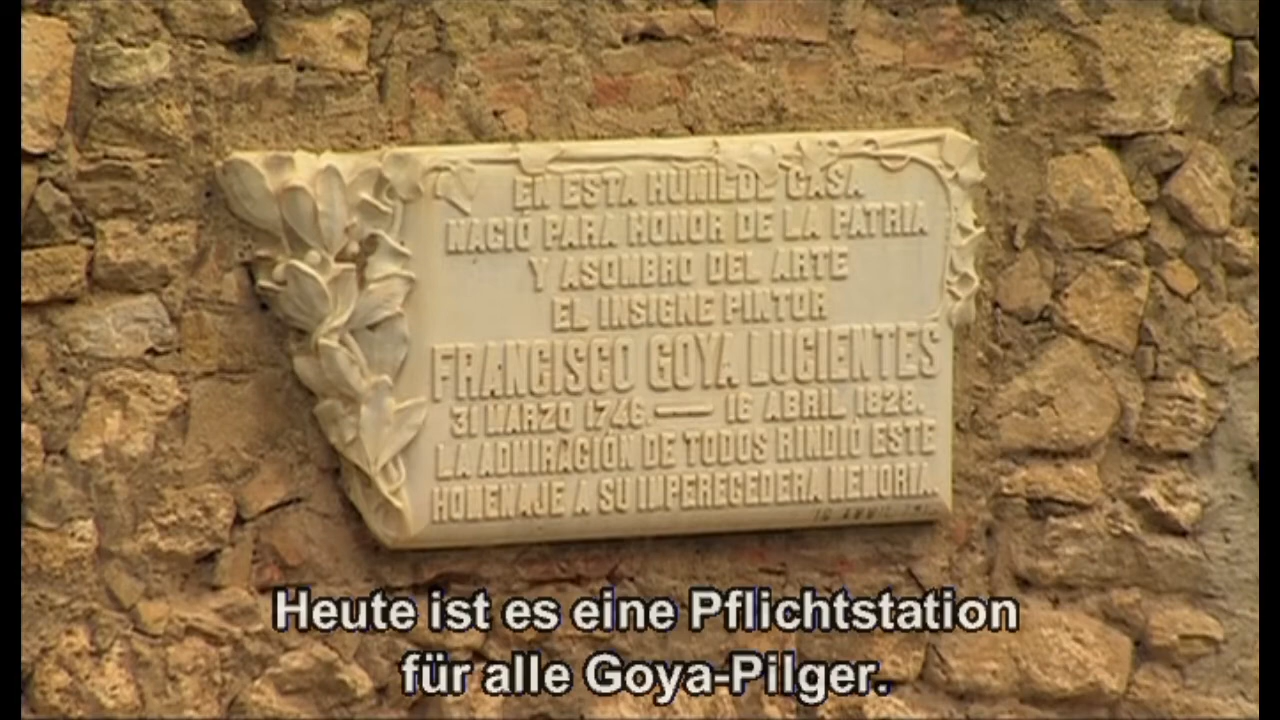 EN ESTA HUMILDE CASA
NACIÓ PARA HONOR DE LA PATRIA
Y ASOMBRO DEL ARTE
EL INSIGNE PINTOR
FRANCISCO GOYA LUCIENTES
31 MARZO 1746 — 16 ABRIL 1828.
LA ADMIRACIÓN DE TODOS RINDIÓ ESTE
HOMENAJE A SU IMPERECEDERA MEMORIA.
16 ABRIL
Heute ist es eine Pflichtstation
für alle Goya-Pilger.